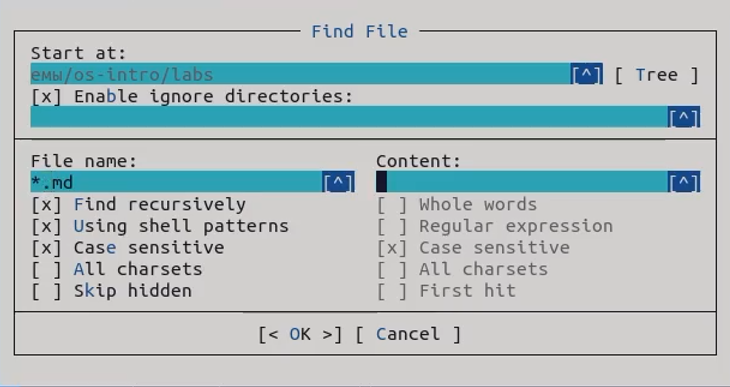 Find File
Start at:
емы/os-intro/labs [^] [ Tree ]
[x] Enable ignore directories:
[^]
File name: Content:
*.md [^] [^]
[x] Find recursively [ ] Whole words
[x] Using shell patterns [ ] Regular expression
[x] Case sensitive [x] Case sensitive
[ ] All charsets [ ] All charsets
[ ] Skip hidden [ ] First hit
[< OK >] [ Cancel ]